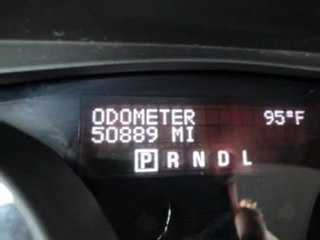 ODOMETER 95°F
50889 MI
P R N D L